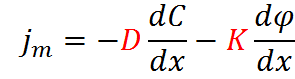 j_m = −D dC/dx − K dφ/dx